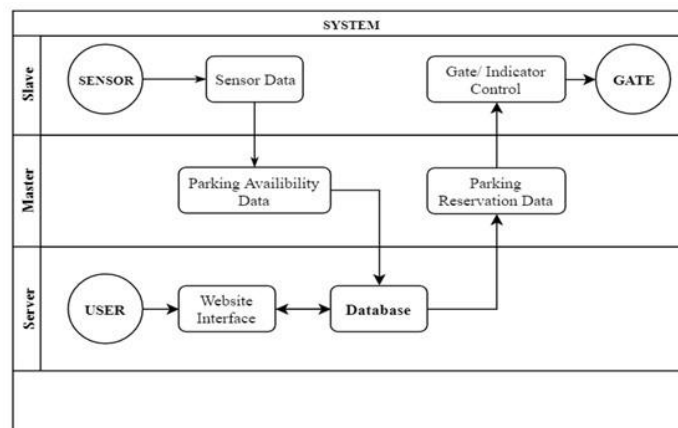 SYSTEM
Slave
SENSOR
Sensor Data
Gate/ Indicator
Control
GATE
Master
Parking Availibility
Data
Parking
Reservation Data
Server
USER
Website
Interface
Database